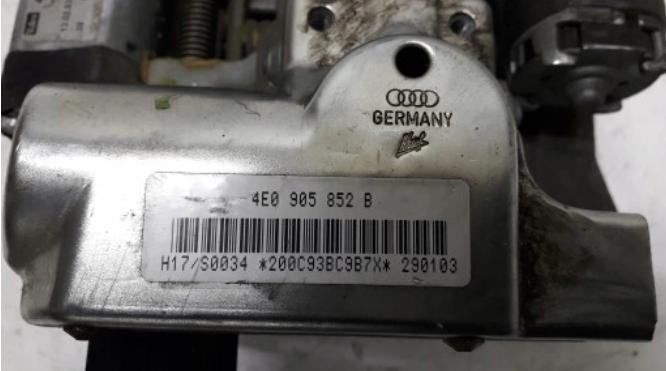 GERMANY
4E0 905 852 B
H17/S0034 *200C93BC9B7X* 290103